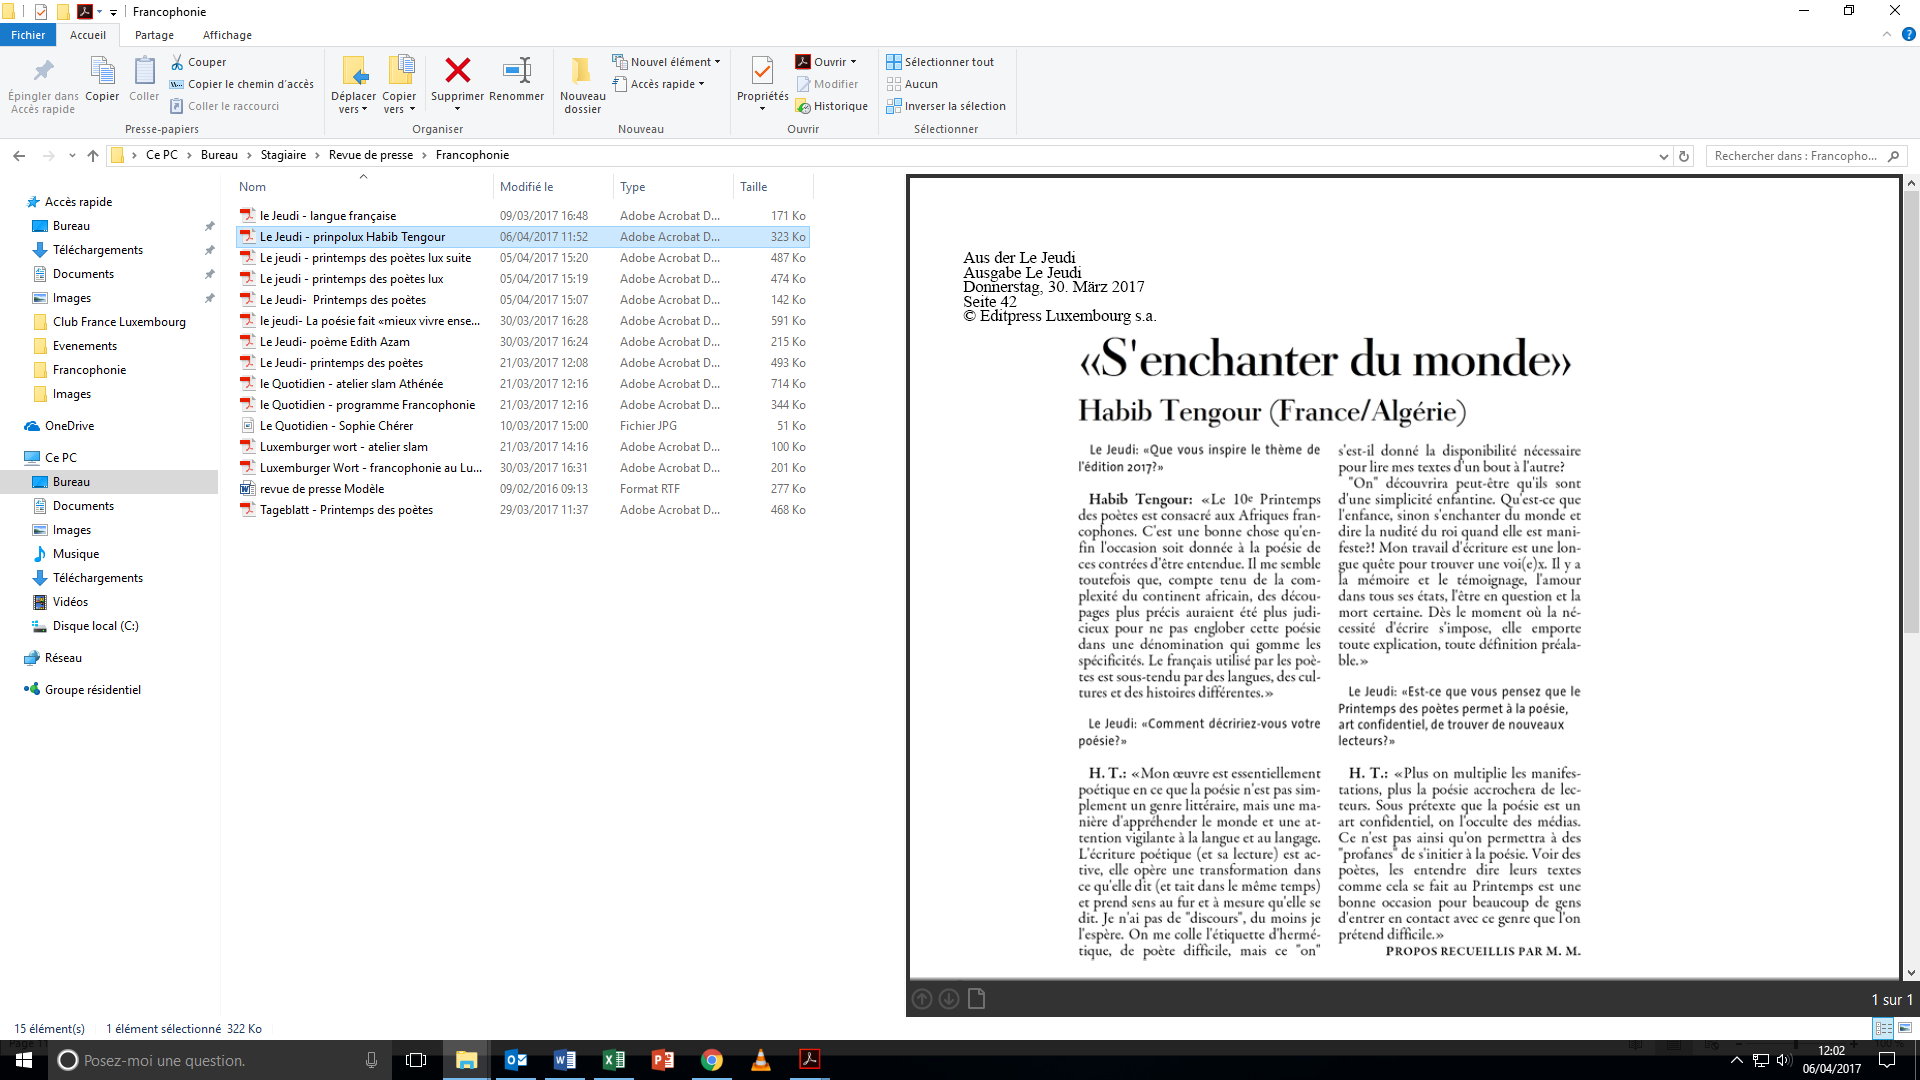 Francophonie
Fichier
Accueil
Partage
Affichage
Épingler dans
Accès rapide
Copier
Coller
Couper
Copier le chemin d'accès
Coller le raccourci
Presse-papiers
Déplacer
vers
Copier
vers
Supprimer
Renommer
Organiser
Nouveau
dossier
Nouvel élément
Accès rapide
Nouveau
Propriétés
Ouvrir
Modifier
Historique
Ouvrir
Sélectionner tout
Aucun
Inverser la sélection
Sélectionner
Ce PC > Bureau > Stagiaire > Revue de presse > Francophonie
Rechercher dans : Francopho...
Accès rapide
Bureau
Téléchargements
Documents
Images
Club France Luxembourg
Evenements
Francophonie
Images
OneDrive
Ce PC
Bureau
Documents
Images
Musique
Téléchargements
Vidéos
Disque local (C:)
Réseau
Groupe résidentiel
Nom Modifié le Type Taille
le Jeudi - langue française 09/03/2017 16:48 Adobe Acrobat D... 171 Ko
Le Jeudi - prinpolux Habib Tengour 06/04/2017 11:52 Adobe Acrobat D... 323 Ko
Le jeudi - printemps des poètes lux suite 05/04/2017 15:20 Adobe Acrobat D... 487 Ko
Le jeudi - printemps des poètes lux 05/04/2017 15:19 Adobe Acrobat D... 474 Ko
Le Jeudi- Printemps des poètes 05/04/2017 15:07 Adobe Acrobat D... 142 Ko
le jeudi- La poésie fait «mieux vivre ense... 30/03/2017 16:28 Adobe Acrobat D... 591 Ko
Le Jeudi- poème Edith Azam 30/03/2017 16:24 Adobe Acrobat D... 215 Ko
Le Jeudi- printemps des poètes 21/03/2017 12:08 Adobe Acrobat D... 493 Ko
le Quotidien - atelier slam Athénée 21/03/2017 12:16 Adobe Acrobat D... 714 Ko
le Quotidien - programme Francophonie 21/03/2017 12:16 Adobe Acrobat D... 344 Ko
Le Quotidien - Sophie Chérer 10/03/2017 15:00 Fichier JPG 51 Ko
Luxemburger wort - atelier slam 21/03/2017 14:16 Adobe Acrobat D... 100 Ko
Luxemburger Wort - francophonie au Lu... 30/03/2017 16:31 Adobe Acrobat D... 201 Ko
revue de presse Modèle 09/02/2016 09:13 Format RTF 277 Ko
Tageblatt - Printemps des poètes 29/03/2017 11:37 Adobe Acrobat D... 468 Ko
Aus der Le Jeudi
Ausgabe Le Jeudi
Donnerstag, 30. März 2017
Seite 42
© Editpress Luxembourg s.a.
«S'enchanter du monde»
Habib Tengour (France/Algérie)
Le Jeudi: «Que vous inspire le thème de
l'édition 2017?»
Habib Tengour: «Le 10e Printemps
des poètes est consacré aux Afriques fran-
cophones. C'est une bonne chose qu'en-
fin l'occasion soit donnée à la poésie de
ces contrées d'être entendue. Il me semble
toutefois que, compte tenu de la com-
plexité du continent africain, des décou-
pages plus précis auraient été plus judi-
cieux pour ne pas englober cette poésie
dans une dénomination qui gomme les
spécificités. Le français utilisé par les poè-
tes est sous-tendu par des langues, des cul-
tures et des histoires différentes.»
Le Jeudi: «Comment décririez-vous votre
poésie?»
H. T.: «Mon œuvre est essentiellement
poétique en ce que la poésie n'est pas sim-
plement un genre littéraire, mais une ma-
nière d'appréhender le monde et une at-
tention vigilante à la langue et au langage.
L'écriture poétique (et sa lecture) est ac-
tive, elle opère une transformation dans
ce qu'elle dit (et tait dans le même temps)
et prend sens au fur et à mesure qu'elle se
dit. Je n'ai pas de "discours", du moins je
l'espère. On me colle l'étiquette d'hermé-
tique, de poète difficile, mais ce "on"
s'est-il donné la disponibilité nécessaire
pour lire mes textes d'un bout à l'autre?
"On" découvrira peut-être qu'ils sont
d'une simplicité enfantine. Qu'est-ce que
l'enfance, sinon s'enchanter du monde et
dire la nudité du roi quand elle est mani-
feste?! Mon travail d'écriture est une lon-
gue quête pour trouver une voi(e)x. Il y a
la mémoire et le témoignage, l'amour
dans tous ses états, l'être en question et la
mort certaine. Dès le moment où la né-
cessité d'écrire s'impose, elle emporte
toute explication, toute définition préala-
ble.»
Le Jeudi: «Est-ce que vous pensez que le
Printemps des poètes permet à la poésie,
art confidentiel, de trouver de nouveaux
lecteurs?»
H. T.: «Plus on multiplie les manifes-
tations, plus la poésie accrochera de lec-
teurs. Sous prétexte que la poésie est un
art confidentiel, on l'occulte des médias.
Ce n'est pas ainsi qu'on permettra à des
"profanes" de s'initier à la poésie. Voir des
poètes, les entendre dire leurs textes
comme cela se fait au Printemps est une
bonne occasion pour beaucoup de gens
d'entrer en contact avec ce genre que l'on
prétend difficile.»
PROPOS RECUEILLIS PAR M. M.
1 sur 1
15 élément(s) 1 élément sélectionné 322 Ko
Posez-moi une question.
12:02
06/04/2017